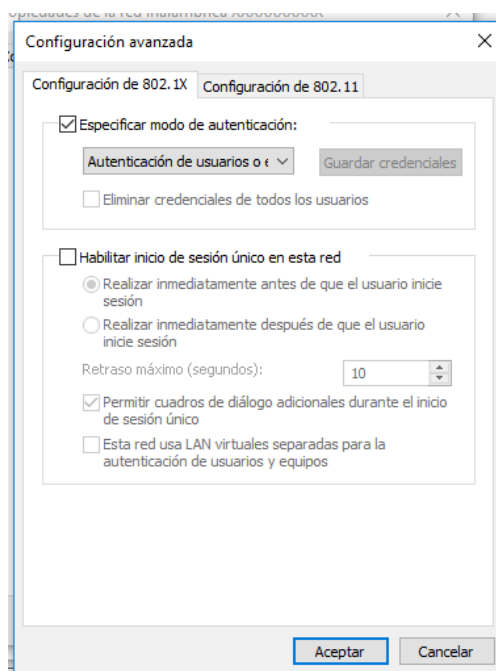 de la red inalámbrica
Configuración avanzada
Configuración de 802.1X
Configuración de 802.11
Especificar modo de autenticación:
Autenticación de usuarios o
Guardar credenciales
Eliminar credenciales de todos los usuarios
Habilitar inicio de sesión único en esta red
Realizar inmediatamente antes de que el usuario inicie
sesión
Realizar inmediatamente después de que el usuario
inicie sesión
Retraso máximo (segundos):
10
Permitir cuadros de diálogo adicionales durante el inicio
de sesión único
Esta red usa LAN virtuales separadas para la
autenticación de usuarios y equipos
Aceptar
Cancelar